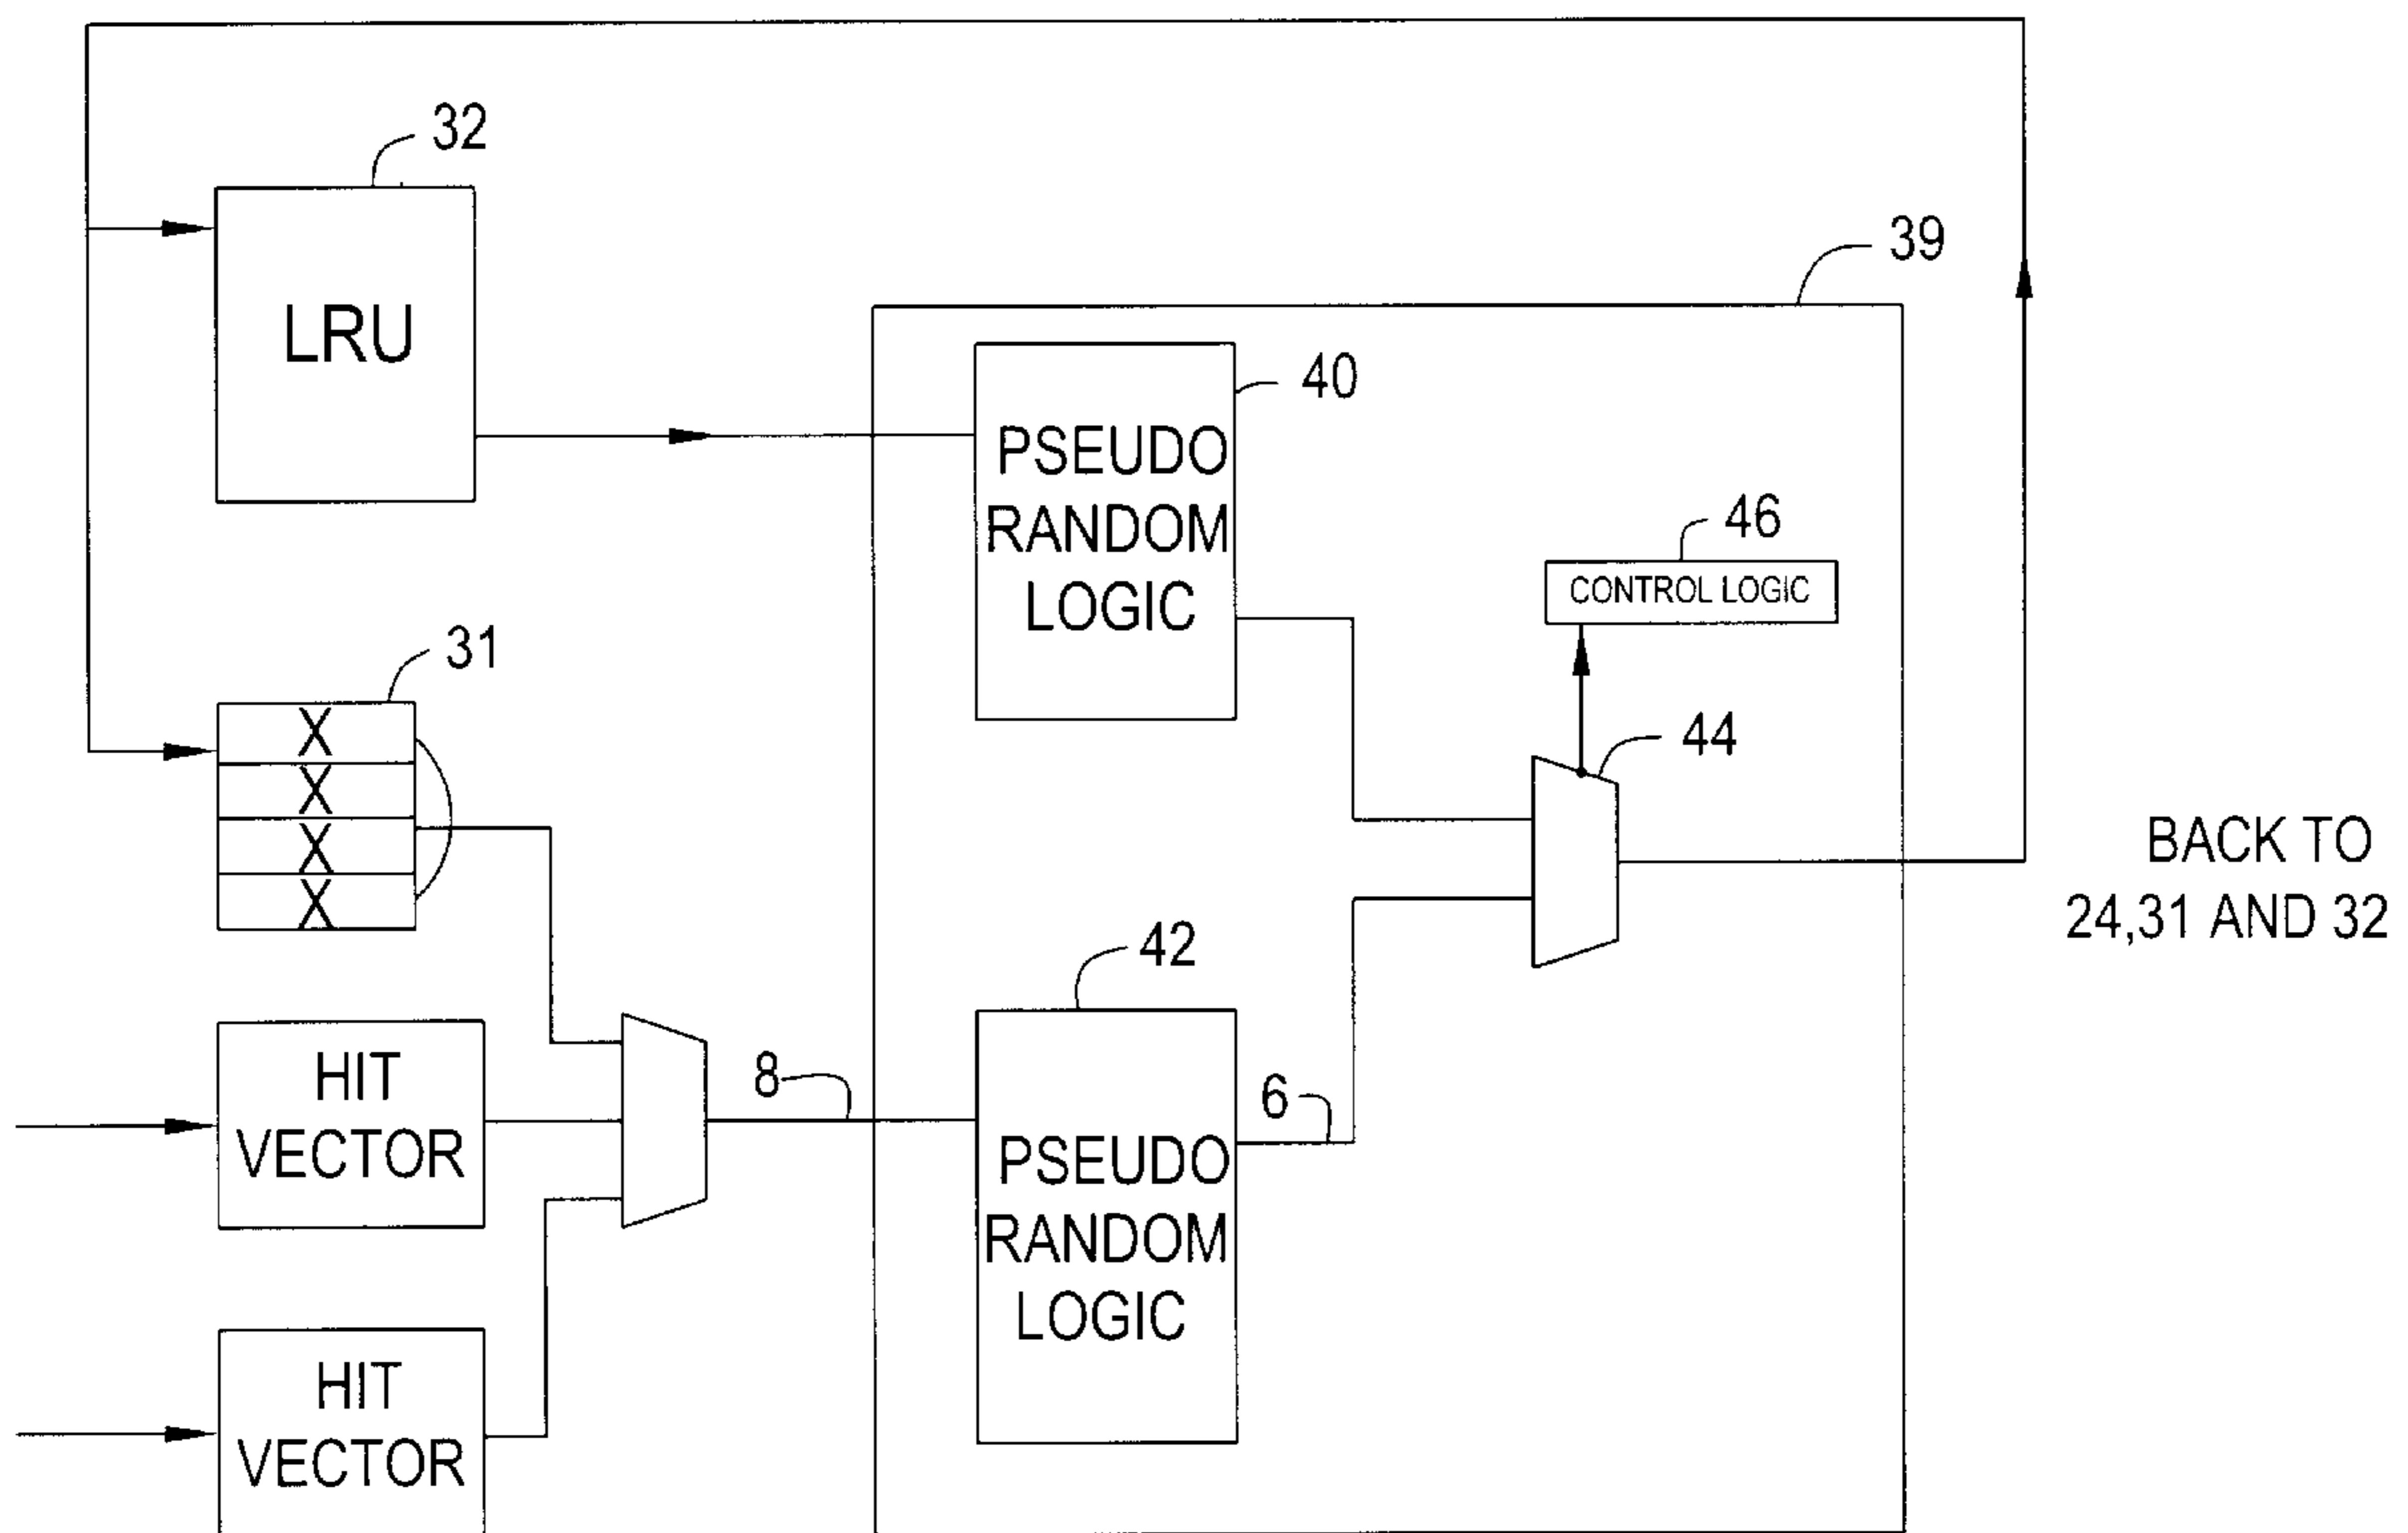 32
LRU
39
40
PSEUDO
RANDOM
LOGIC
46
CONTROL LOGIC
31
X
X
X
X
44
BACK TO
24,31 AND 32
42
HIT
VECTOR
8
6
PSEUDO
RANDOM
LOGIC
HIT
VECTOR